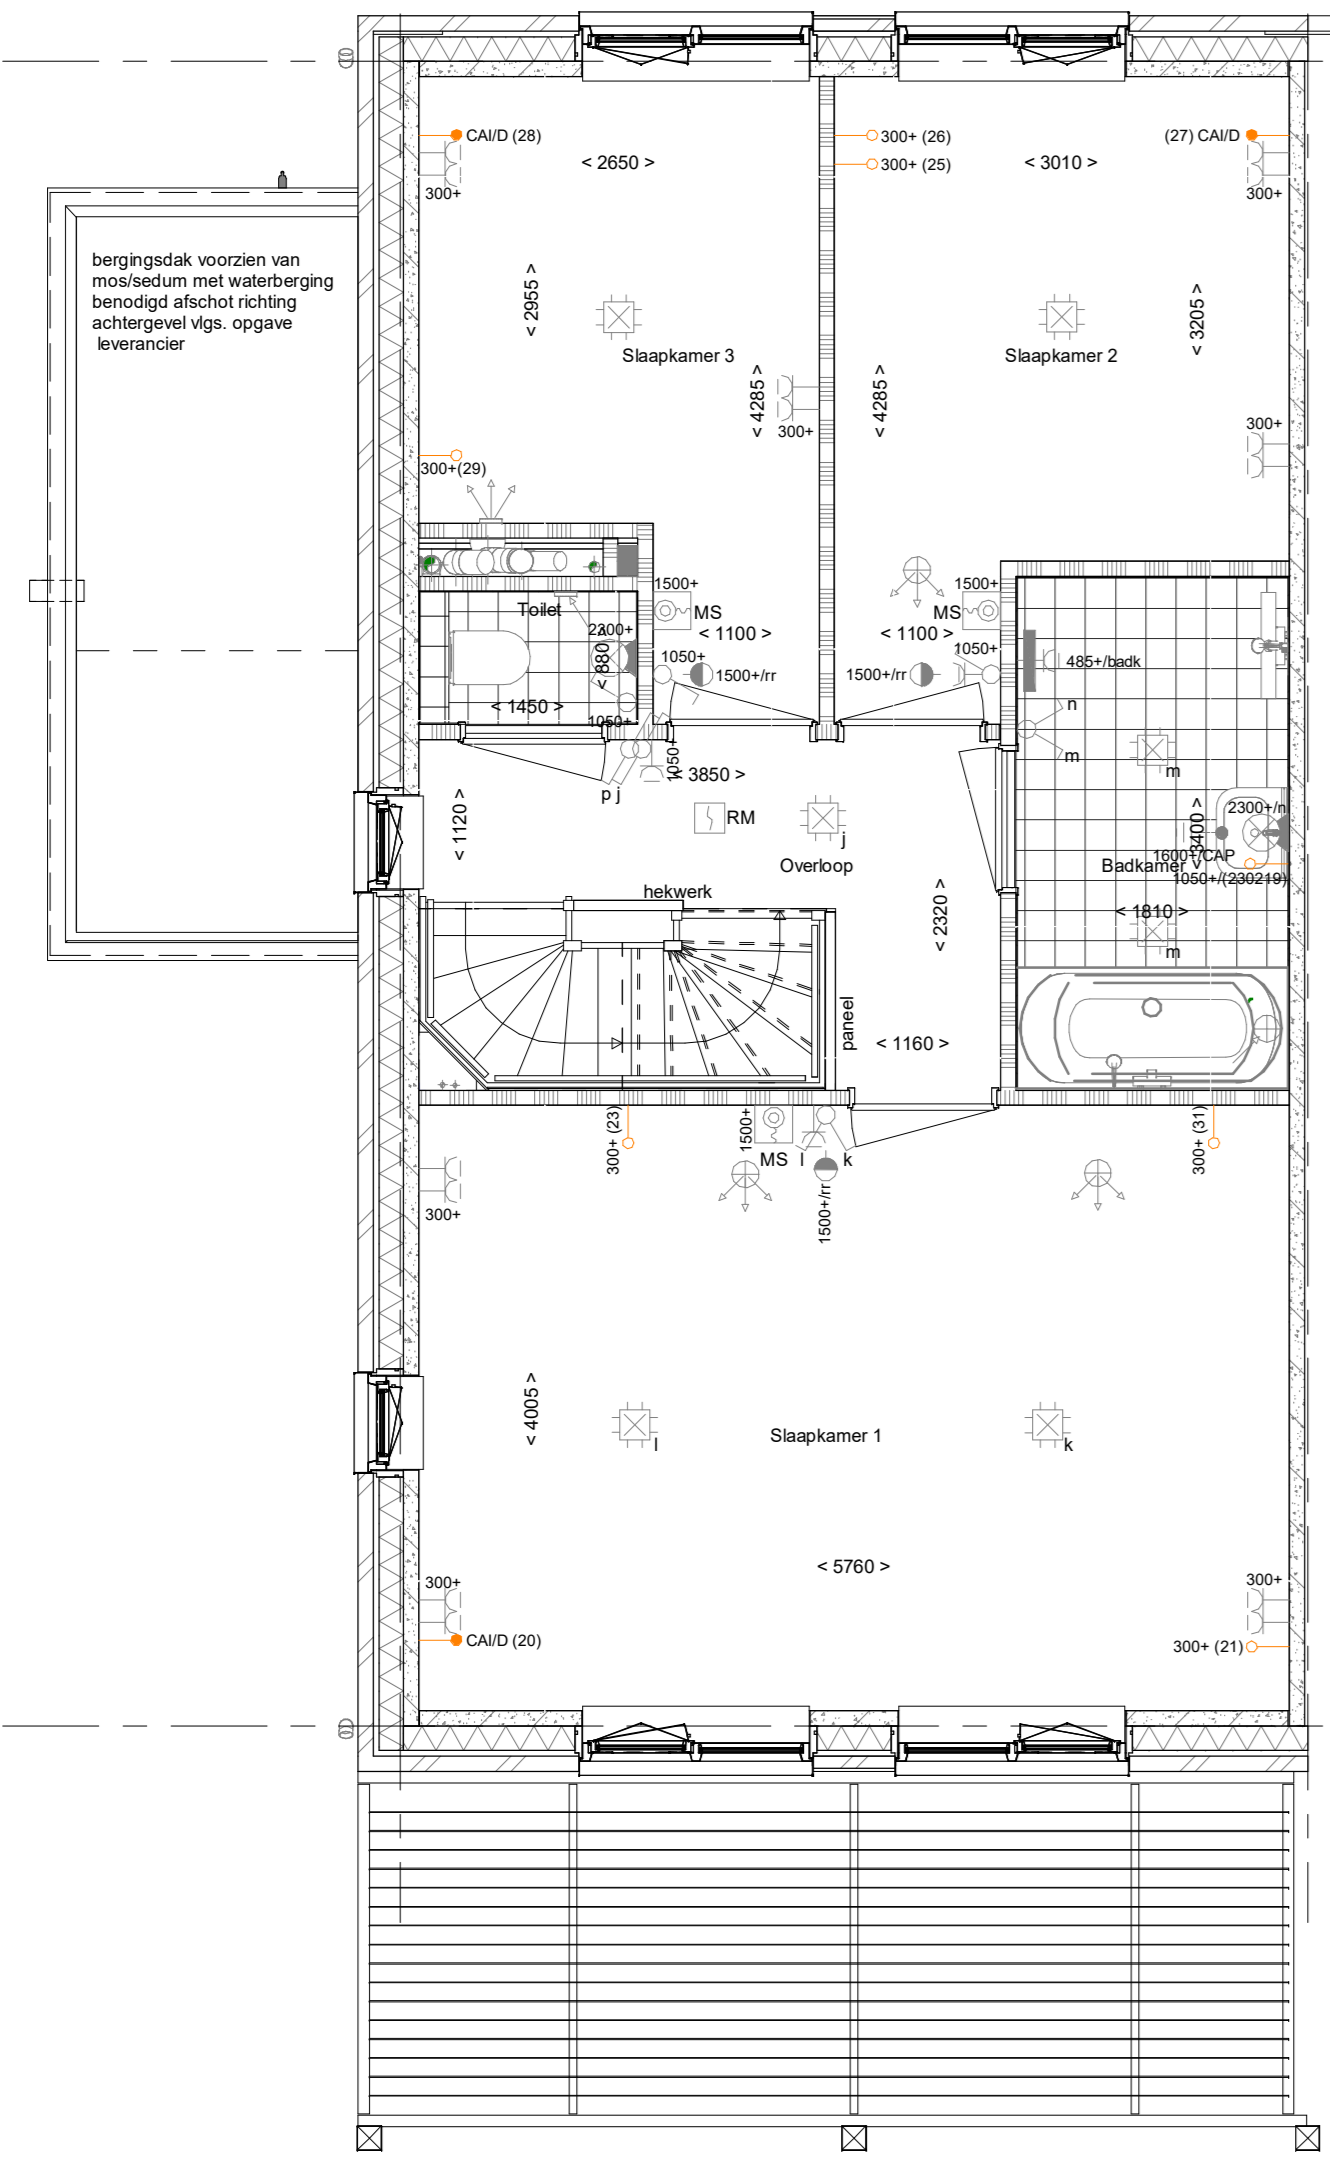 CAI/D (28)
< 2650 >
300+ (26)
300+ (25)
< 3010 >
(27) CAI/D
300+
300+
bergingsdak voorzien van
mos/sedum met waterberging
benodigd afschot richting
achtergevel vlgs. opgave
leverancier
< 2955 >
< 3205 >
Slaapkamer 3
Slaapkamer 2
< 4285 >
< 4285 >
300+
300+
300+(29)
1500+
MS
1500+
MS
Toilet
2300+
< 1100 >
< 1100 >
< 880 >
1050+
1500+/rr
1500+/rr
1050+
485+/badk
< 1450 >
1050+
n
m
1050+
< 3850 >
m
p j
< 1120 >
RM
j
2300+/n
< 3400 >
Overloop
1600+/CAP
Badkamer
1050+/(230219)
hekwerk
< 2320 >
< 1810 >
m
paneel
< 1160 >
300+ (23)
1500+
MS
l
k
1500+/rr
300+ (31)
300+
< 4005 >
l
Slaapkamer 1
k
< 5760 >
300+
300+
CAI/D (20)
300+ (21)